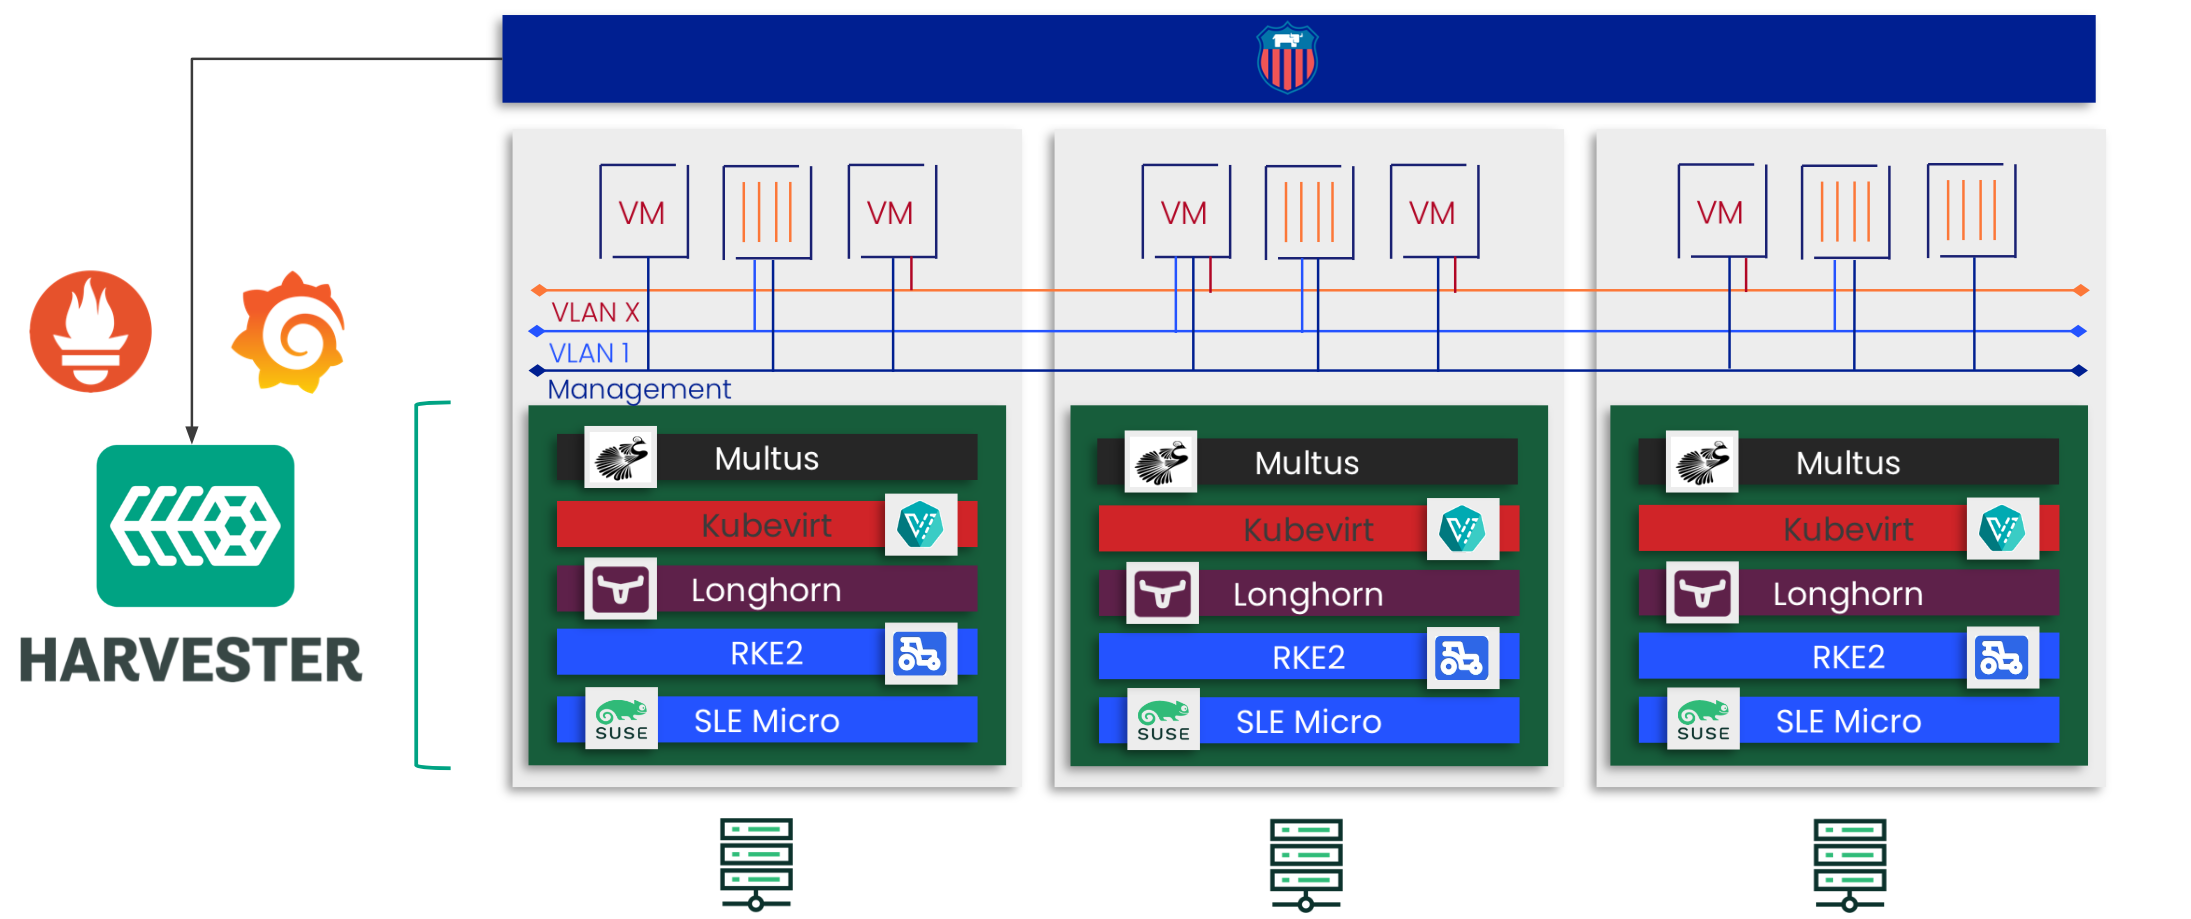 VM
VM
VM
VM
VM
VLAN X
VLAN 1
Management
HARVESTER
Multus
Kubevirt
Longhorn
RKE2
SUSE
SLE Micro
Multus
Kubevirt
Longhorn
RKE2
SUSE
SLE Micro
Multus
Kubevirt
Longhorn
RKE2
SUSE
SLE Micro